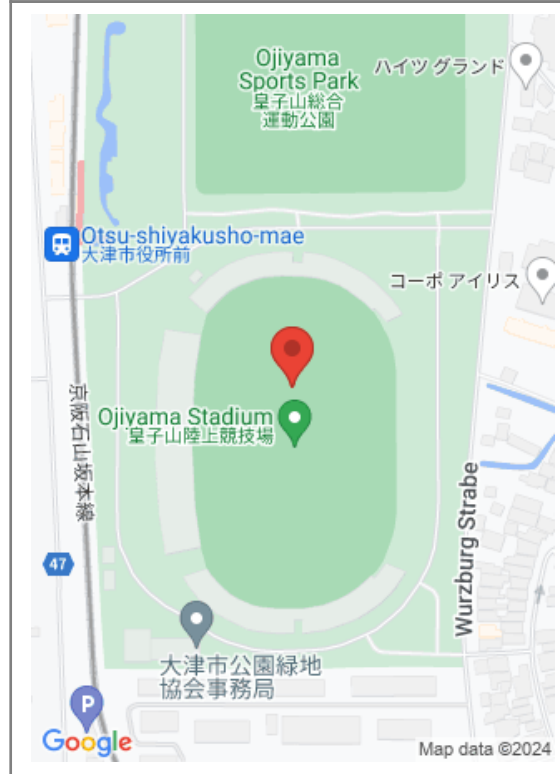 Ojiyama
Sports Park
皇子山総合
運動公園
ハイツ グランド
Otsu-shiyakusho-mae
大津市役所前
コーポ アイリス
Ojiyama Stadium
皇子山陸上競技場
京阪石山坂本線
47
Wurzburg Strabe
大津市公園緑地
協会事務局
P
Google
Map data ©2024